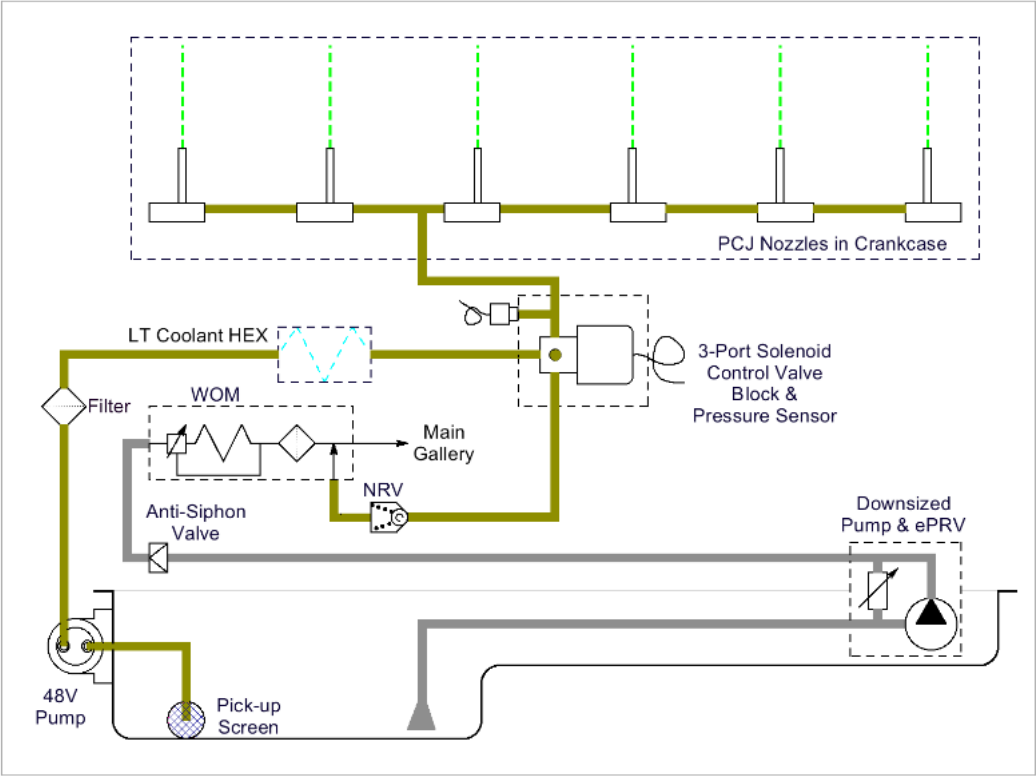 PCJ Nozzles in Crankcase
LT Coolant HEX
3-Port Solenoid
Control Valve
Block &
Pressure Sensor
Filter
WOM
Main
Gallery
NRV
Anti-Siphon
Valve
Downsized
Pump & ePRV
48V
Pump
Pick-up
Screen